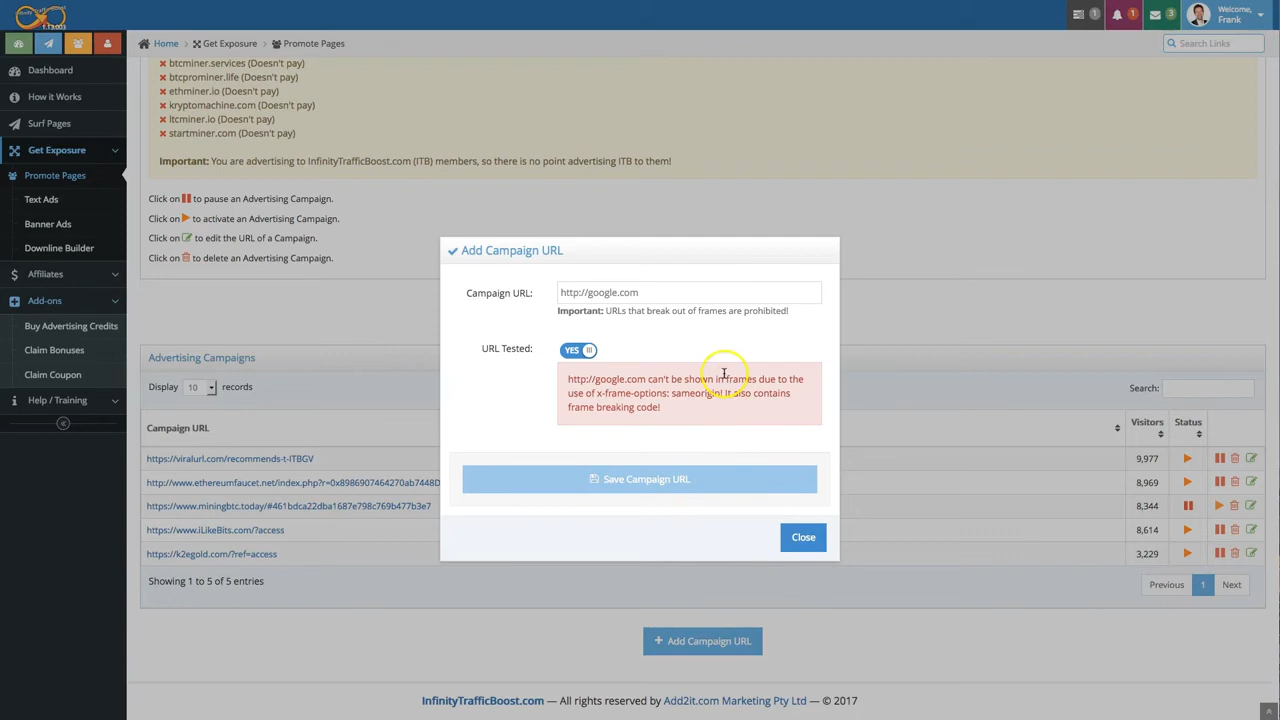 1.13.003
1
1
3
Welcome,
Frank
Home
Get Exposure
Promote Pages
Search Links
Dashboard
How it Works
Surf Pages
Get Exposure
Promote Pages
Text Ads
Banner Ads
Downline Builder
Affiliates
Add-ons
Buy Advertising Credits
Claim Bonuses
Claim Coupon
Help / Training
btcminer.services (Doesn't pay)
btcprominer.life (Doesn't pay)
ethminer.io (Doesn't pay)
kryptomachine.com (Doesn't pay)
ltcminer.io (Doesn't pay)
startminer.com (Doesn't pay)
Important: You are advertising to InfinityTrafficBoost.com (ITB) members, so there is no point advertising ITB to them!
Click on to pause an Advertising Campaign.
Click on to activate an Advertising Campaign.
Click on to edit the URL of a Campaign.
Click on to delete an Advertising Campaign.
Add Campaign URL
Campaign URL: http://google.com
Important: URLs that break out of frames are prohibited!
URL Tested: YES
http://google.com can't be shown in frames due to the
use of x-frame-options: sameorigin! It also contains
frame breaking code!
Save Campaign URL
Close
Advertising Campaigns
Display 10 records
Search:
Campaign URL Visitors Status
https://viralurl.com/recommends-t-ITBGV 9,977
http://www.ethereumfaucet.net/index.php?r=0x8986907464270ab7448D 8,969
https://www.miningbtc.today/#461bdca22dba1687e798c769b477b3e7 8,344
https://www.iLikeBits.com/?access 8,614
https://k2egold.com/?ref=access 3,229
Showing 1 to 5 of 5 entries
Previous 1 Next
Add Campaign URL
InfinityTrafficBoost.com — All rights reserved by Add2it.com Marketing Pty Ltd — © 2017